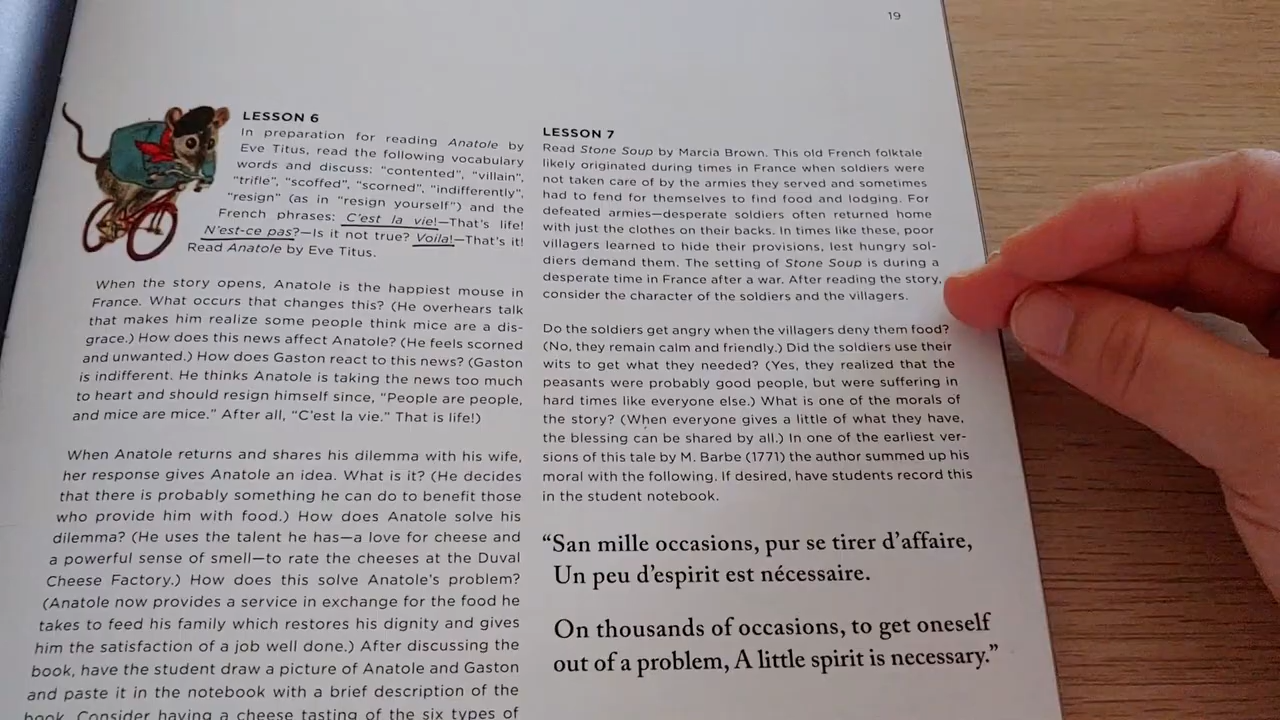 19
LESSON 6
In preparation for reading Anatole by
Eve Titus, read the following vocabulary
words and discuss: “contented”, “villain”,
“trifle”, “scoffed”, “scorned”, “indifferently”,
“resign” (as in “resign yourself”) and the
French phrases: C’est la vie!—That’s life!
N’est-ce pas?—Is it not true? Voila!—That’s it!
Read Anatole by Eve Titus.
When the story opens, Anatole is the happiest mouse in
France. What occurs that changes this? (He overhears talk
that makes him realize some people think mice are a dis-
grace.) How does this news affect Anatole? (He feels scorned
and unwanted.) How does Gaston react to this news? (Gaston
is indifferent. He thinks Anatole is taking the news too much
to heart and should resign himself since, “People are people,
and mice are mice.” After all, “C’est la vie.” That is life!)
When Anatole returns and shares his dilemma with his wife,
her response gives Anatole an idea. What is it? (He decides
that there is probably something he can do to benefit those
who provide him with food.) How does Anatole solve his
dilemma? (He uses the talent he has—a love for cheese and
a powerful sense of smell—to rate the cheeses at the Duval
Cheese Factory.) How does this solve Anatole’s problem?
(Anatole now provides a service in exchange for the food he
takes to feed his family which restores his dignity and gives
him the satisfaction of a job well done.) After discussing the
book, have the student draw a picture of Anatole and Gaston
and paste it in the notebook with a brief description of the
book. Consider having a cheese tasting of the six types of
LESSON 7
Read Stone Soup by Marcia Brown. This old French folktale
likely originated during times in France when soldiers were
not taken care of by the armies they served and sometimes
had to fend for themselves to find food and lodging. For
defeated armies—desperate soldiers often returned home
with just the clothes on their backs. In times like these, poor
villagers learned to hide their provisions, lest hungry sol-
diers demand them. The setting of Stone Soup is during a
desperate time in France after a war. After reading the story,
consider the character of the soldiers and the villagers.
Do the soldiers get angry when the villagers deny them food?
(No, they remain calm and friendly.) Did the soldiers use their
wits to get what they needed? (Yes, they realized that the
peasants were probably good people, but were suffering in
hard times like everyone else.) What is one of the morals of
the story? (When everyone gives a little of what they have,
the blessing can be shared by all.) In one of the earliest ver-
sions of this tale by M. Barbe (1771) the author summed up his
moral with the following. If desired, have students record this
in the student notebook.
“San mille occasions, pur se tirer d’affaire,
Un peu d’espirit est nécessaire.
On thousands of occasions, to get oneself
out of a problem, A little spirit is necessary.”